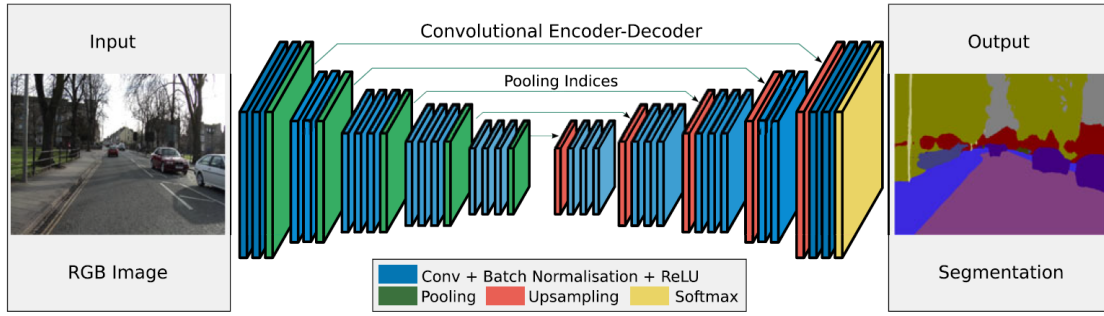 Input
RGB Image
Convolutional Encoder-Decoder
Pooling Indices
Conv + Batch Normalisation + ReLU
Pooling Upsampling Softmax
Output
Segmentation